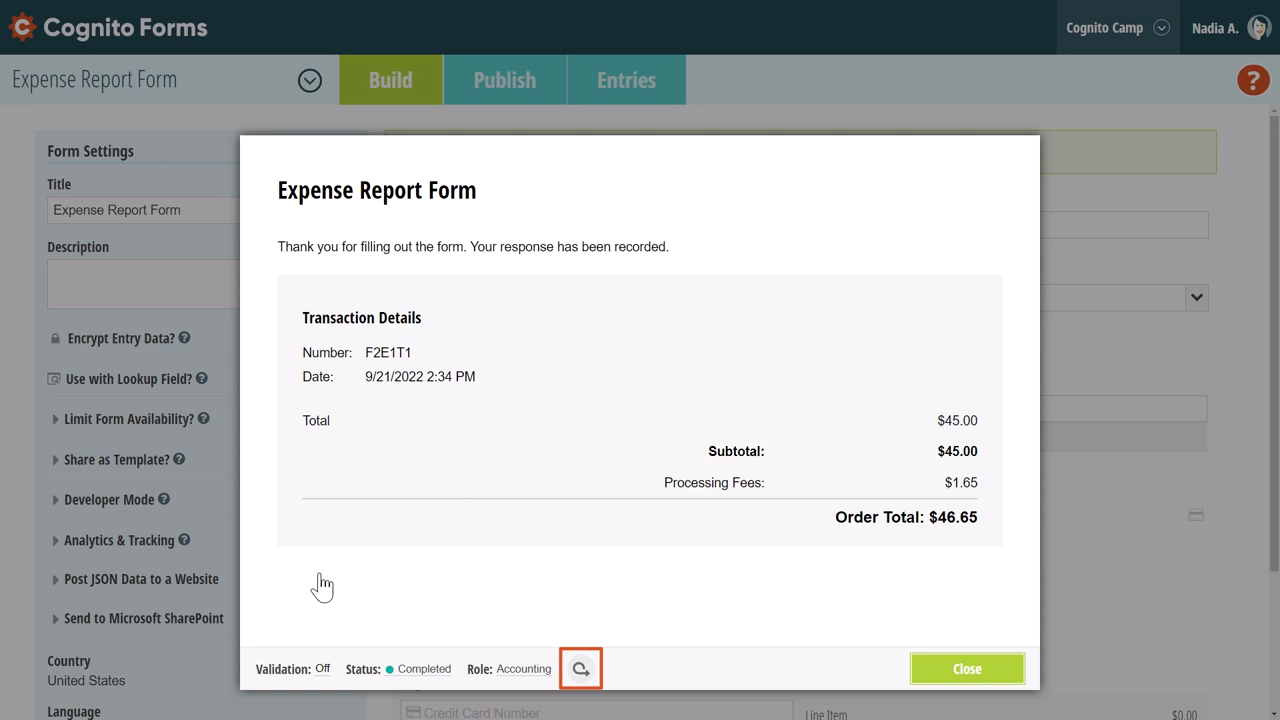 Cognito Forms
Cognito Camp
Nadia A.
Expense Report Form
Build
Publish
Entries
?
Form Settings
Title
Expense Report Form
Description
Encrypt Entry Data?
Use with Lookup Field?
Limit Form Availability?
Share as Template?
Developer Mode
Analytics & Tracking
Post JSON Data to a Website
Send to Microsoft SharePoint
Country
United States
Language
Expense Report Form
Thank you for filling out the form. Your response has been recorded.
Transaction Details
Number: F2E1T1
Date: 9/21/2022 2:34 PM
Total $45.00
Subtotal: $45.00
Processing Fees: $1.65
Order Total: $46.65
Validation: Off Status: Completed Role: Accounting
Close
Credit Card Number
Line Item $0.00